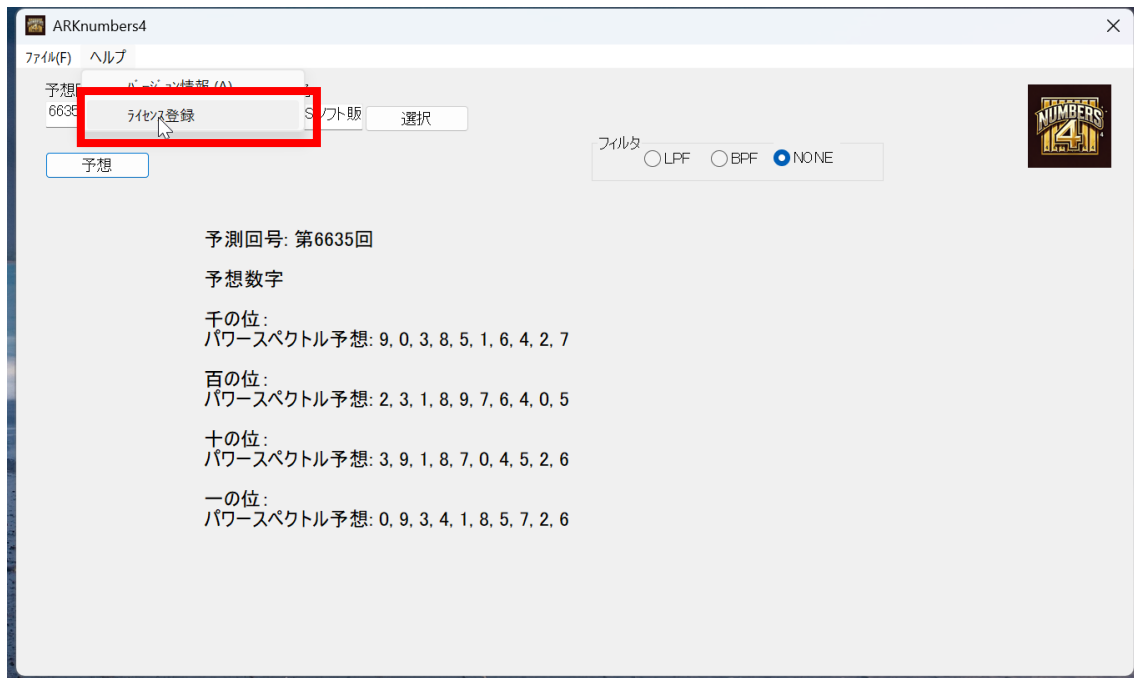 ARKnumbers4
ﾌｧｲﾙ(F) ヘルプ
ﾊﾞｰｼﾞｮﾝ情報 (A)
予想
6635
ﾗｲｾﾝｽ登録
ソフト販
選択
NUMBERS
4
フィルタ
LPF BPF NONE
予想
予測回号: 第6635回
予想数字
千の位:
パワースペクトル予想: 9, 0, 3, 8, 5, 1, 6, 4, 2, 7
百の位:
パワースペクトル予想: 2, 3, 1, 8, 9, 7, 6, 4, 0, 5
十の位:
パワースペクトル予想: 3, 9, 1, 8, 7, 0, 4, 5, 2, 6
一の位:
パワースペクトル予想: 0, 9, 3, 4, 1, 8, 5, 7, 2, 6